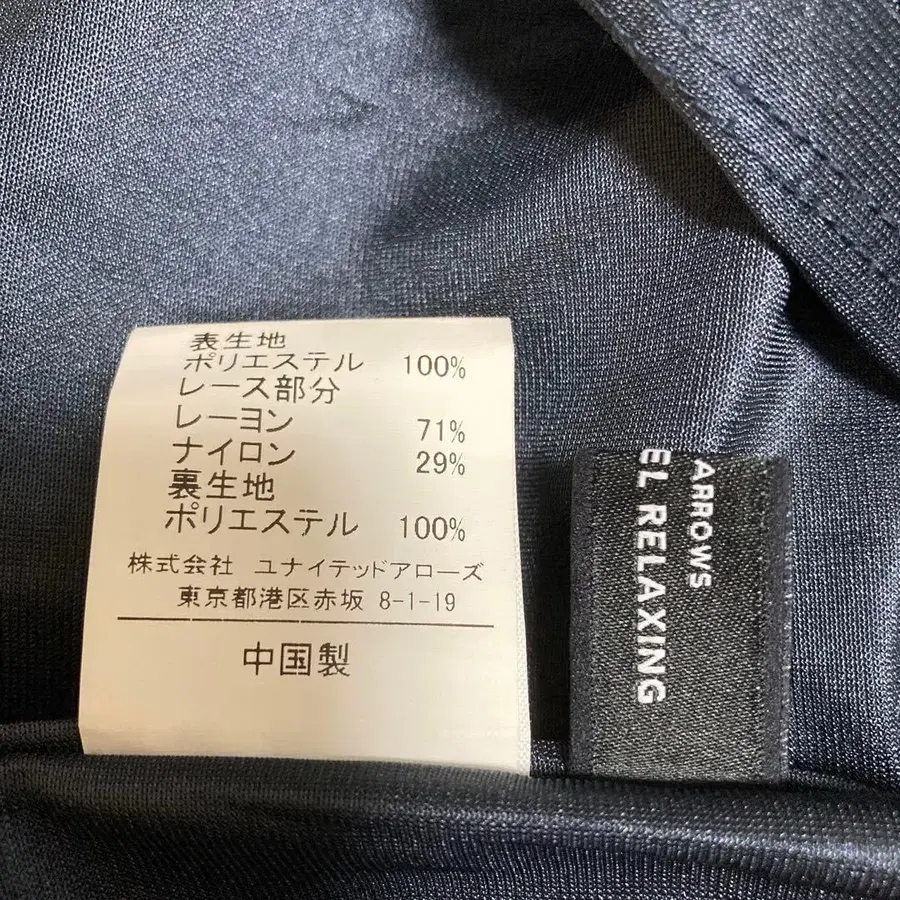 表生地
ポリエステル 100%
レース部分
レーヨン 71%
ナイロン 29%
裏生地
ポリエステル 100%
株式会社 ユナイテッドアローズ
東京都港区赤坂 8-1-19
中国製
ARROWS
EL RELAXING